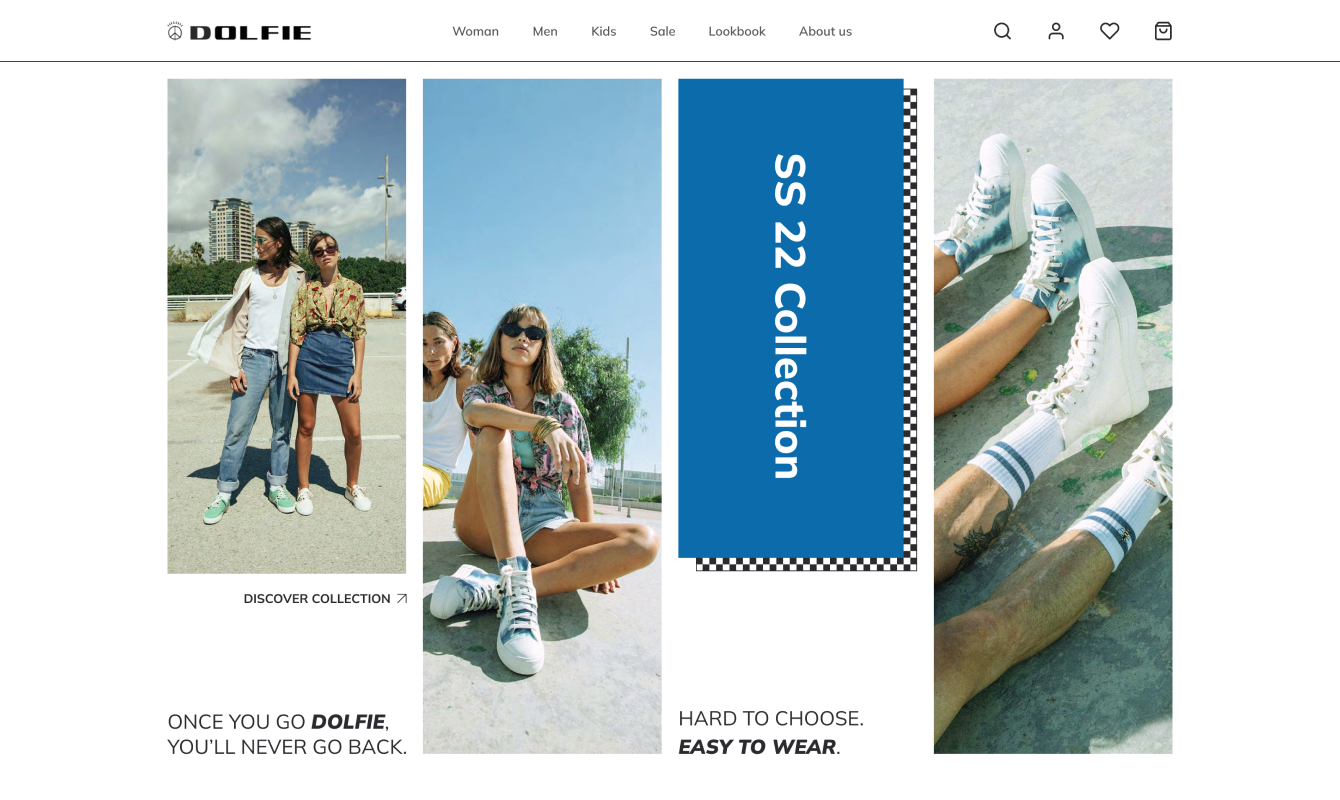 DOLFIE
Woman
Men
Kids
Sale
Lookbook
About us
SS 22 Collection
DISCOVER COLLECTION
ONCE YOU GO DOLFIE,
YOU’LL NEVER GO BACK.
HARD TO CHOOSE.
EASY TO WEAR.